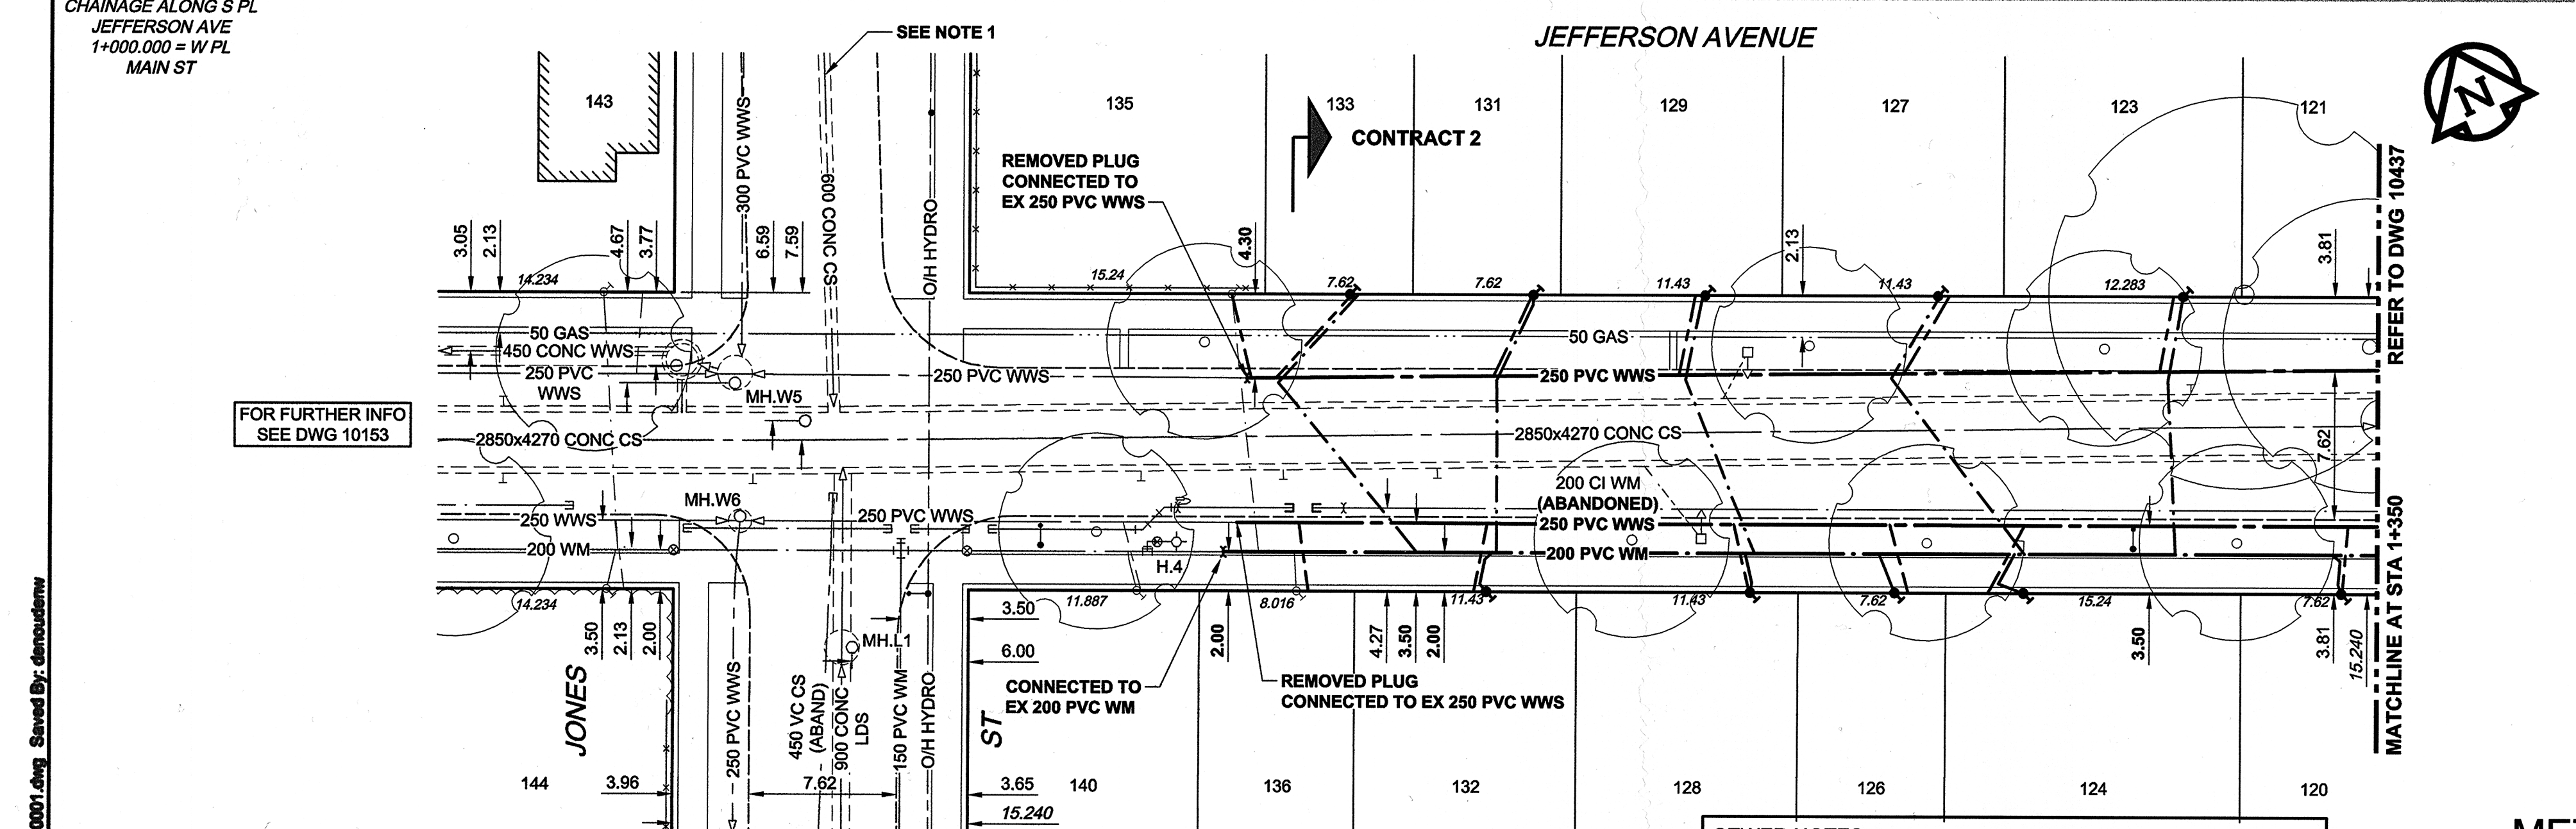 CHAINAGE ALONG S PL
JEFFERSON AVE
1+000.000 = W PL
MAIN ST
SEE NOTE 1
JEFFERSON AVENUE
N
143
135
133
131
129
127
123
121
CONTRACT 2
300 PVC WWS
600 CONC CS
O/H HYDRO
REMOVED PLUG
CONNECTED TO
EX 250 PVC WWS
REFER TO DWG 10437
3.05
2.13
4.67
3.77
6.59
7.59
4.30
2.13
3.81
14.234
15.24
7.62
7.62
11.43
11.43
12.283
50 GAS
450 CONC WWS
250 PVC
WWS
250 PVC WWS
50 GAS
250 PVC WWS
MH.W5
FOR FURTHER INFO
SEE DWG 10153
2850x4270 CONC CS
2850x4270 CONC CS
7.62
MH.W6
200 CI WM
(ABANDONED)
250 WWS
250 PVC WWS
250 PVC WWS
200 WM
200 PVC WM
H.4
14.234
11.887
8.016
11.43
11.43
7.62
15.24
7.62
3.50
2.13
2.00
3.50
2.00
4.27
3.50
2.00
3.50
3.81
15.240
MH.L1
6.00
MATCHLINE AT STA 1+350
CONNECTED TO
EX 200 PVC WM
REMOVED PLUG
CONNECTED TO EX 250 PVC WWS
JONES
ST
250 PVC WWS
450 VC CS
(ABAND)
900 CONC
LDS
150 PVC WM
O/H HYDRO
144
3.96
7.62
3.65
15.240
140
136
132
128
126
124
120
0001.dwg Saved By: denoudenw